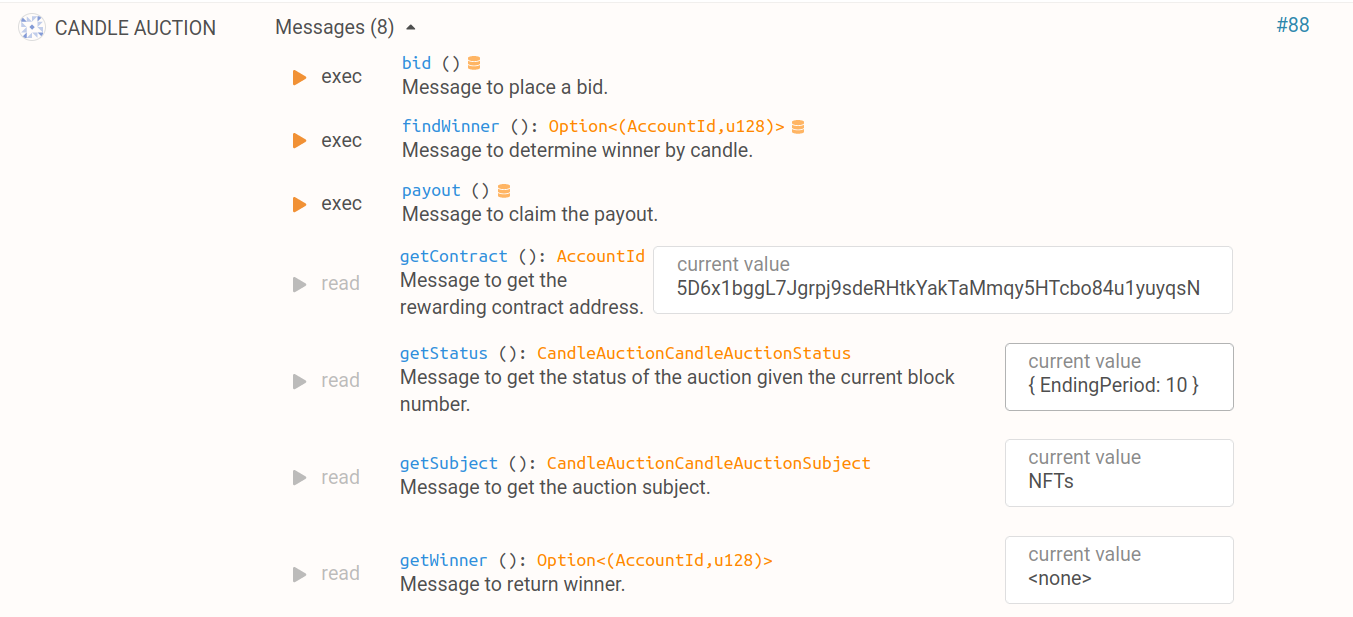 CANDLE AUCTION Messages (8) #88
exec bid ()
Message to place a bid.
exec findWinner (): Option<(AccountId,u128)>
Message to determine winner by candle.
exec payout ()
Message to claim the payout.
read getContract (): AccountId
Message to get the
rewarding contract address.
current value
5D6x1bggL7Jgrpj9sdeRHtkYakTaMmqy5HTcbo84u1yuyqsN
read getStatus (): CandleAuctionCandleAuctionStatus
Message to get the status of the auction given the current block
number.
current value
{ EndingPeriod: 10 }
read getSubject (): CandleAuctionCandleAuctionSubject
Message to get the auction subject.
current value
NFTs
read getWinner (): Option<(AccountId,u128)>
Message to return winner.
current value
<none>